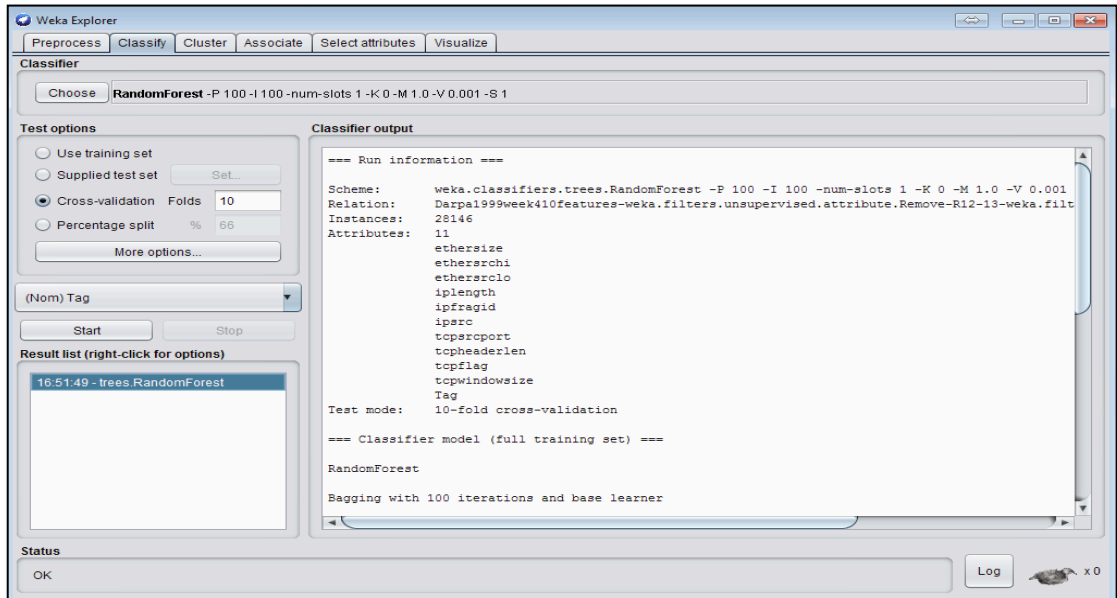 Weka Explorer
Preprocess Classify Cluster Associate Select attributes Visualize
Classifier
Choose RandomForest -P 100 -I 100 -num-slots 1 -K 0 -M 1.0 -V 0.001 -S 1
Test options
Use training set
Supplied test set Set...
Cross-validation Folds 10
Percentage split % 66
More options...
(Nom) Tag
Start Stop
Result list (right-click for options)
16:51:49 - trees.RandomForest
Classifier output
=== Run information ===
Scheme: weka.classifiers.trees.RandomForest -P 100 -I 100 -num-slots 1 -K 0 -M 1.0 -V 0.001
Relation: Darpa1999week410features-weka.filters.unsupervised.attribute.Remove-R12-13-weka.filt
Instances: 28146
Attributes: 11
ethersize
ethersrchi
ethersrclo
iplength
ipfragid
ipsrc
tcpsrcport
tcpheaderlen
tcpflag
tcpwindowsize
Tag
Test mode: 10-fold cross-validation
=== Classifier model (full training set) ===
RandomForest
Bagging with 100 iterations and base learner
Status
OK
Log
x 0